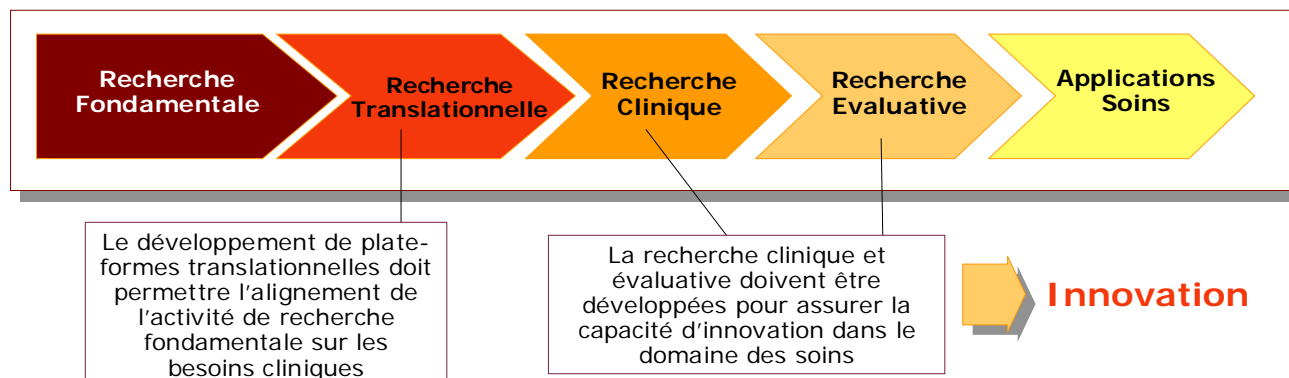 Recherche
Fondamentale
Recherche
Translationnelle
Recherche
Clinique
Recherche
Evaluative
Applications
Soins
Le développement de plate-
formes translationnelles doit
permettre l'alignement de
l'activité de recherche
fondamentale sur les
besoins cliniques
La recherche clinique et
évaluative doivent être
développées pour assurer la
capacité d'innovation dans le
domaine des soins
Innovation